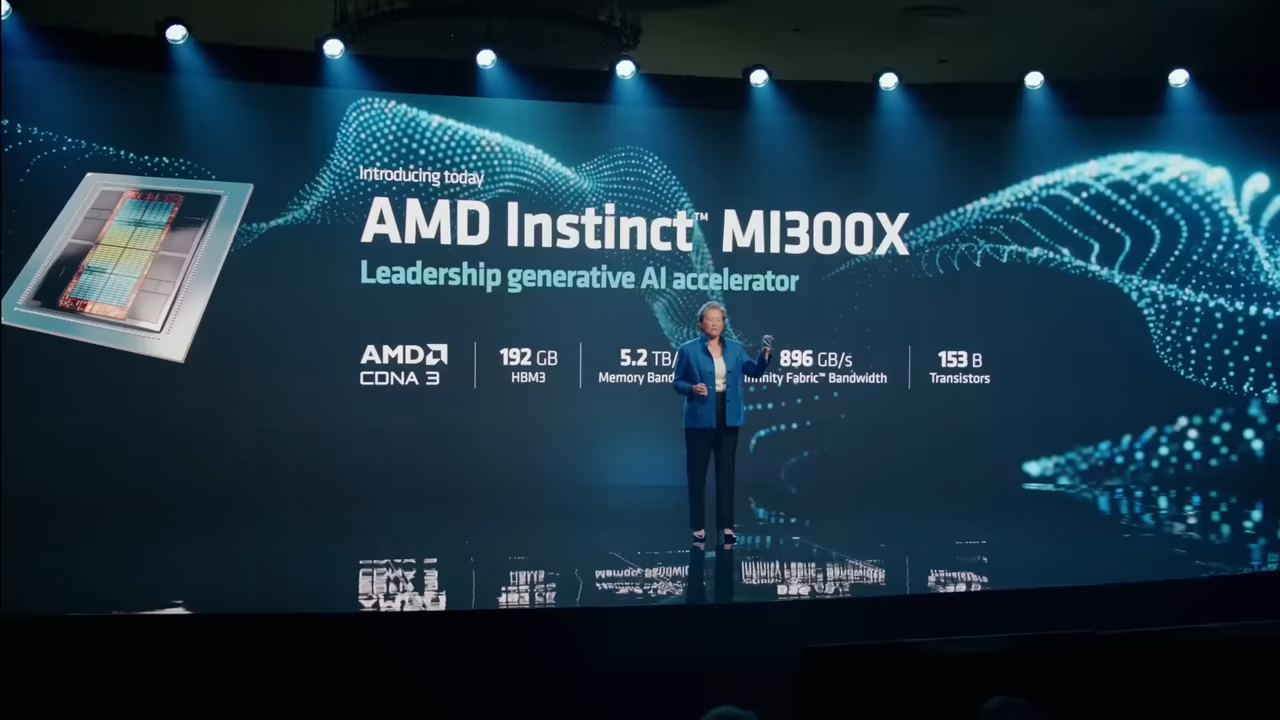 Introducing today
AMD Instinct™ MI300X
Leadership generative AI accelerator
AMD
CDNA 3
192 GB
HBM3
5.2 TB/
Memory Band
896 GB/s
Infinity Fabric™ Bandwidth
153 B
Transistors